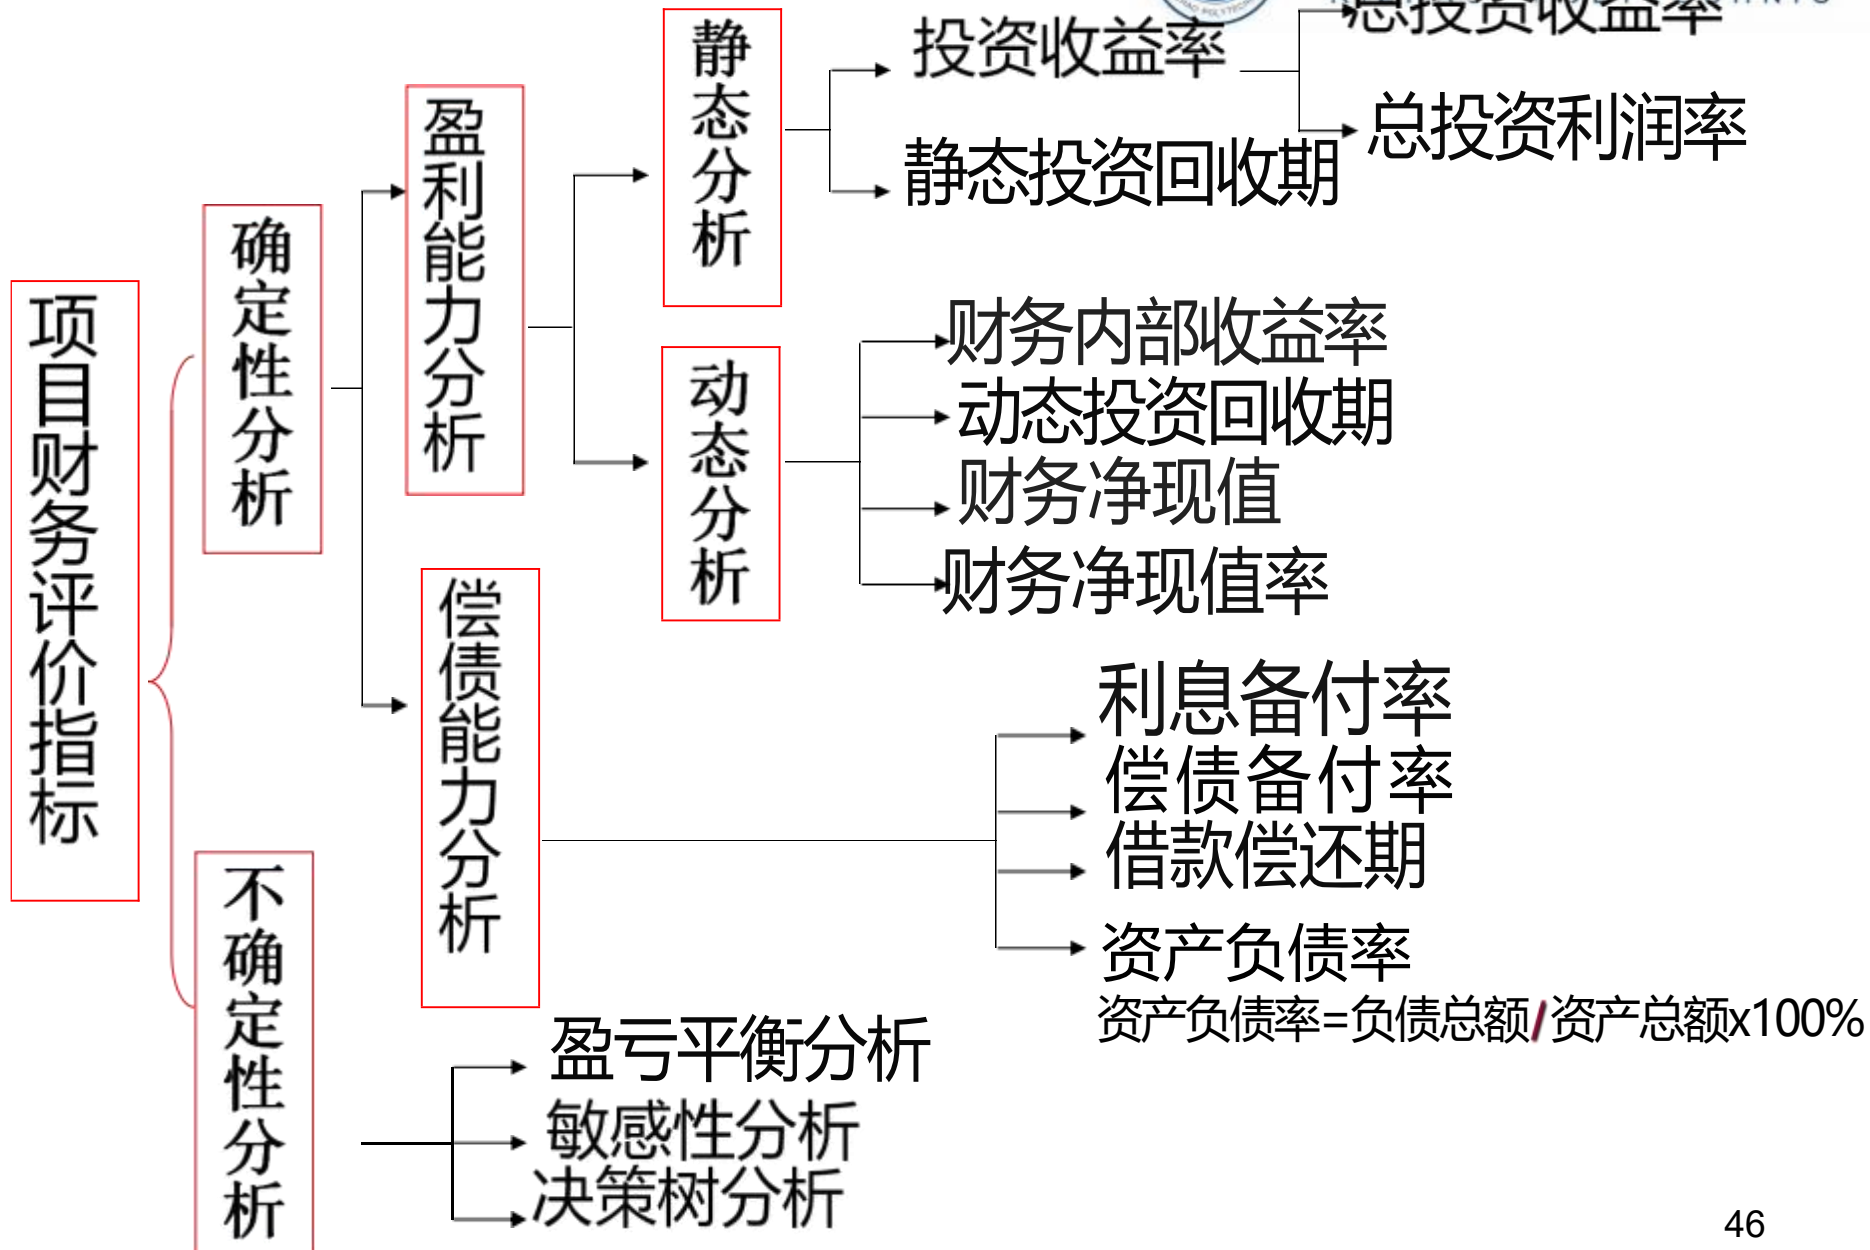 项目财务评价指标
确定性分析
不确定性分析
盈利能力分析
偿债能力分析
静态分析
动态分析
投资收益率
总投资收益率
总投资利润率
静态投资回收期
财务内部收益率
动态投资回收期
财务净现值
财务净现值率
利息备付率
偿债备付率
借款偿还期
资产负债率
资产负债率=负债总额/资产总额x100%
盈亏平衡分析
敏感性分析
决策树分析
46